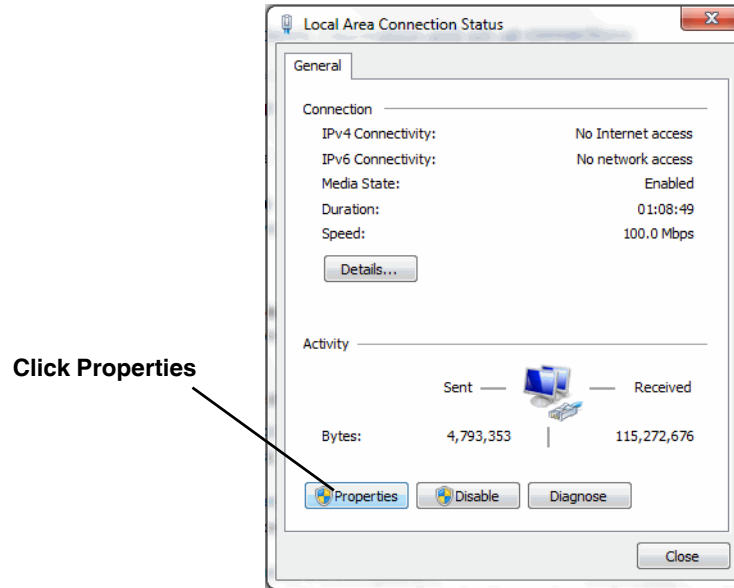 Local Area Connection Status
General
Connection
IPv4 Connectivity: No Internet access
IPv6 Connectivity: No network access
Media State: Enabled
Duration: 01:08:49
Speed: 100.0 Mbps
Details...
Activity
Sent Received
Bytes: 4,793,353 115,272,676
Click Properties
Properties Disable Diagnose
Close